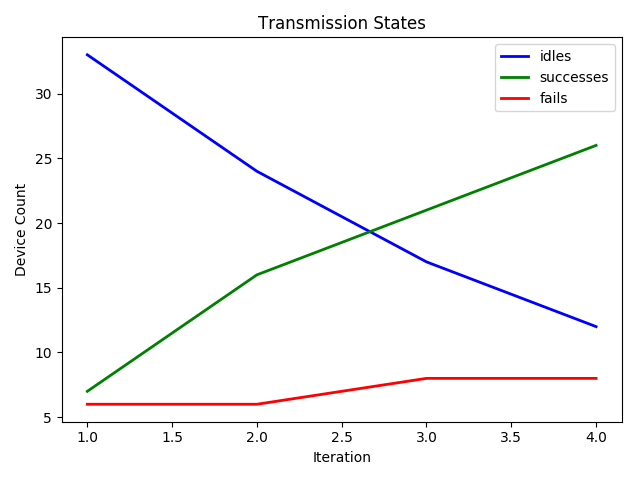 Transmission States
idles
successes
fails
Device Count
30
25
20
15
10
5
1.0 1.5 2.0 2.5 3.0 3.5 4.0
Iteration